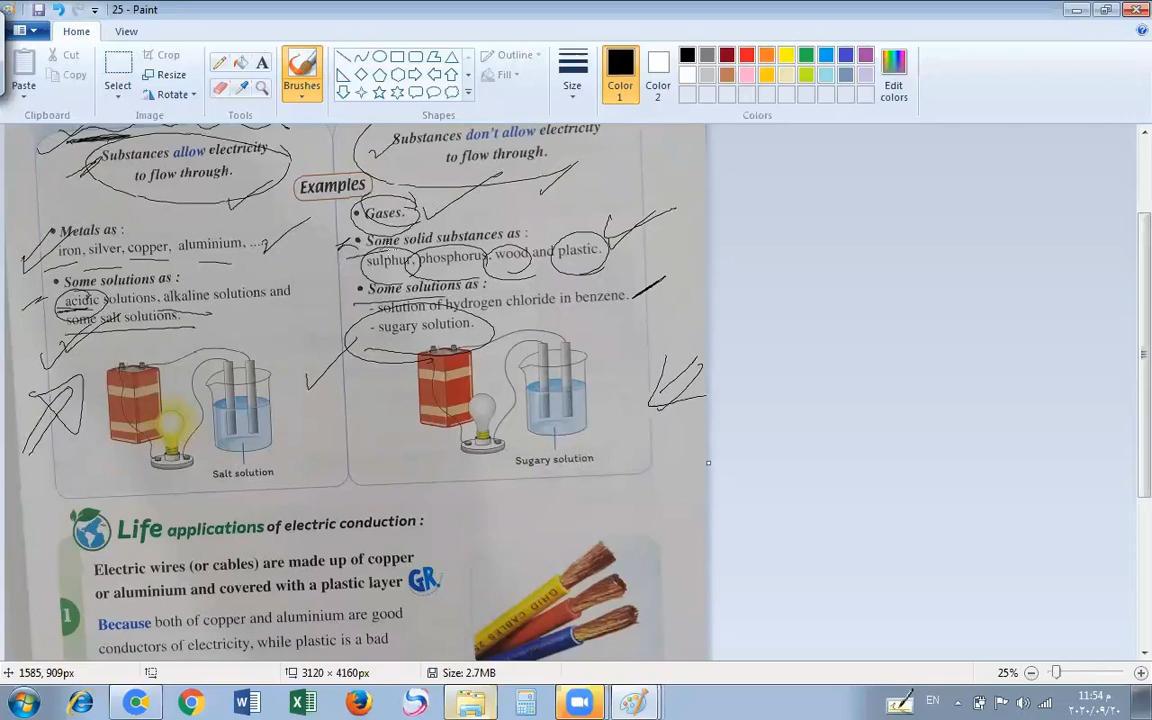 25 - Paint
Home
View
Paste
Cut
Copy
Clipboard
Select
Crop
Resize
Rotate
Image
A
Tools
Brushes
Shapes
Outline
Fill
Size
Color 1
Color 2
Edit colors
Colors
Substances allow electricity
to flow through.
Substances don't allow electricity
to flow through.
Examples
• Metals as :
iron, silver, copper, aluminium, ....
• Some solutions as :
acidic solutions, alkaline solutions and
some salt solutions.
Salt solution
• Gases.
• Some solid substances as :
sulphur, phosphorus, wood and plastic.
• Some solutions as :
- solution of hydrogen chloride in benzene.
- sugary solution.
Sugary solution
Life applications of electric conduction :
1
Electric wires (or cables) are made up of copper
or aluminium and covered with a plastic layer GR.
Because both of copper and aluminium are good
conductors of electricity, while plastic is a bad
GRID CABLES
1585, 909px
3120 × 4160px
Size: 2.7MB
25%
EN
11:54 م
٢٠٢٠/٠٩/٢٠